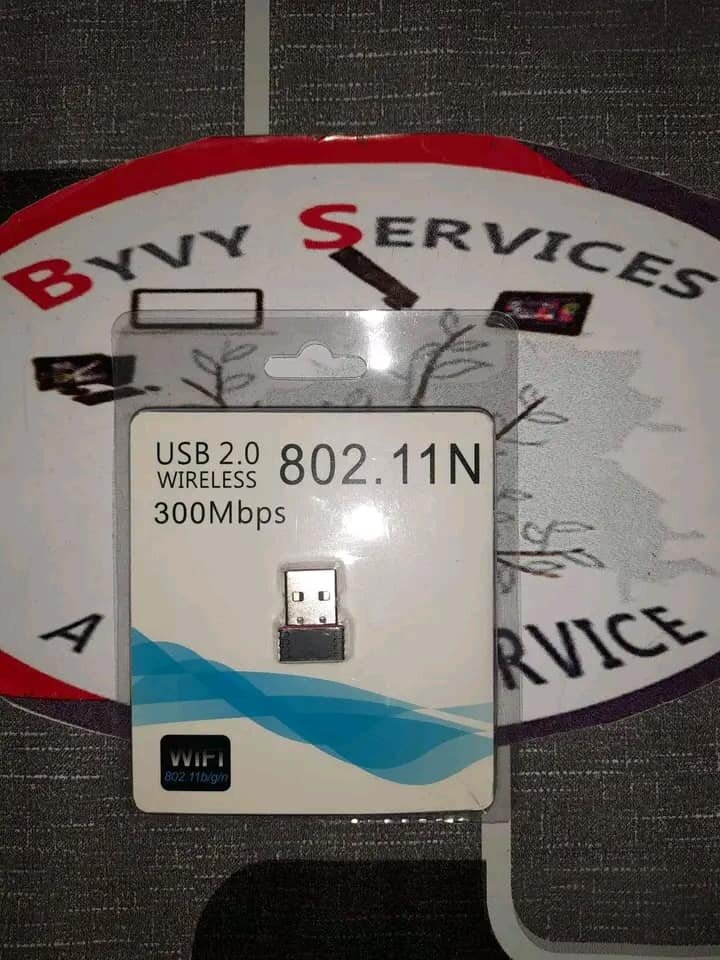 BYVY SERVICES
USB 2.0
WIRELESS
802.11N
300Mbps
WiFi
802.11b/g/n
A
RVICE